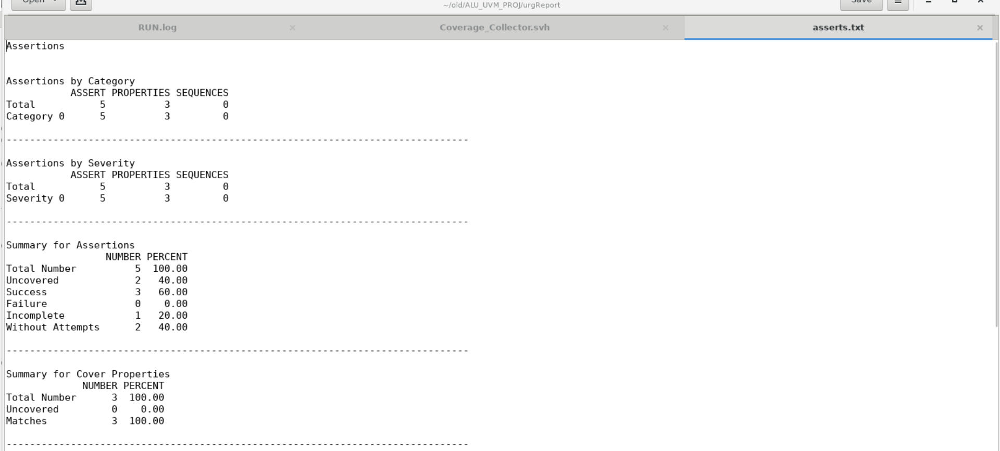 Open
~/old/ALU_UVM_PROJ/urgReport
Save
RUN.log
Coverage_Collector.svh
asserts.txt
Assertions
Assertions by Category
ASSERT PROPERTIES SEQUENCES
Total 5 3 0
Category 0 5 3 0
-------------------------------------------------------------------------------
Assertions by Severity
ASSERT PROPERTIES SEQUENCES
Total 5 3 0
Severity 0 5 3 0
-------------------------------------------------------------------------------
Summary for Assertions
NUMBER PERCENT
Total Number 5 100.00
Uncovered 2 40.00
Success 3 60.00
Failure 0 0.00
Incomplete 1 20.00
Without Attempts 2 40.00
-------------------------------------------------------------------------------
Summary for Cover Properties
NUMBER PERCENT
Total Number 3 100.00
Uncovered 0 0.00
Matches 3 100.00
-------------------------------------------------------------------------------